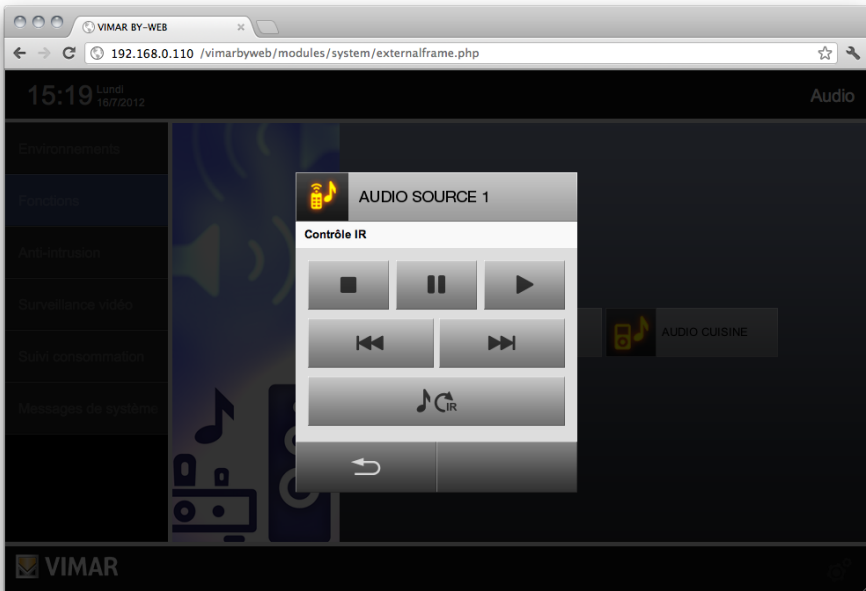 VIMAR BY-WEB
192.168.0.110 /vimarbyweb/modules/system/externalframe.php
15:19 Lundi
16/7/2012
Audio
Environnements
Fonctions
Anti-intrusion
Surveillance vidéo
Suivi consommation
Messages de système
AUDIO SOURCE 1
Contrôle IR
IR
AUDIO CUISINE
VIMAR